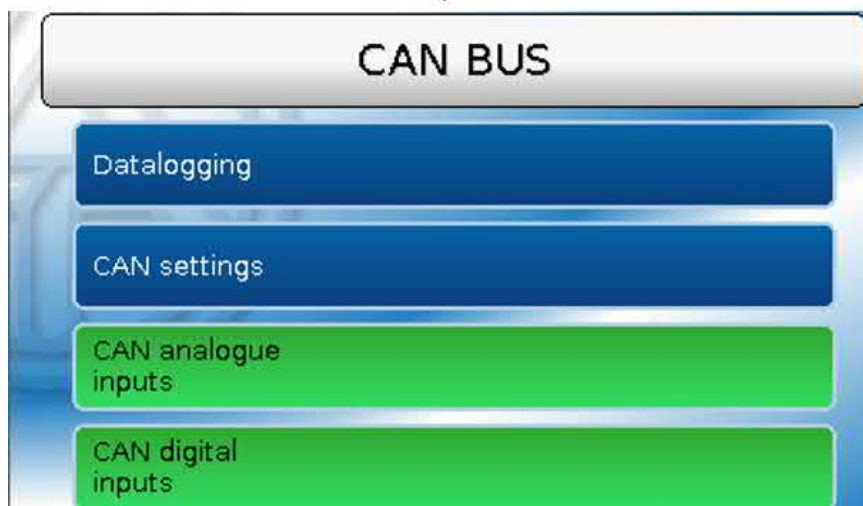 CAN BUS
Datalogging
CAN settings
CAN analogue
inputs
CAN digital
inputs